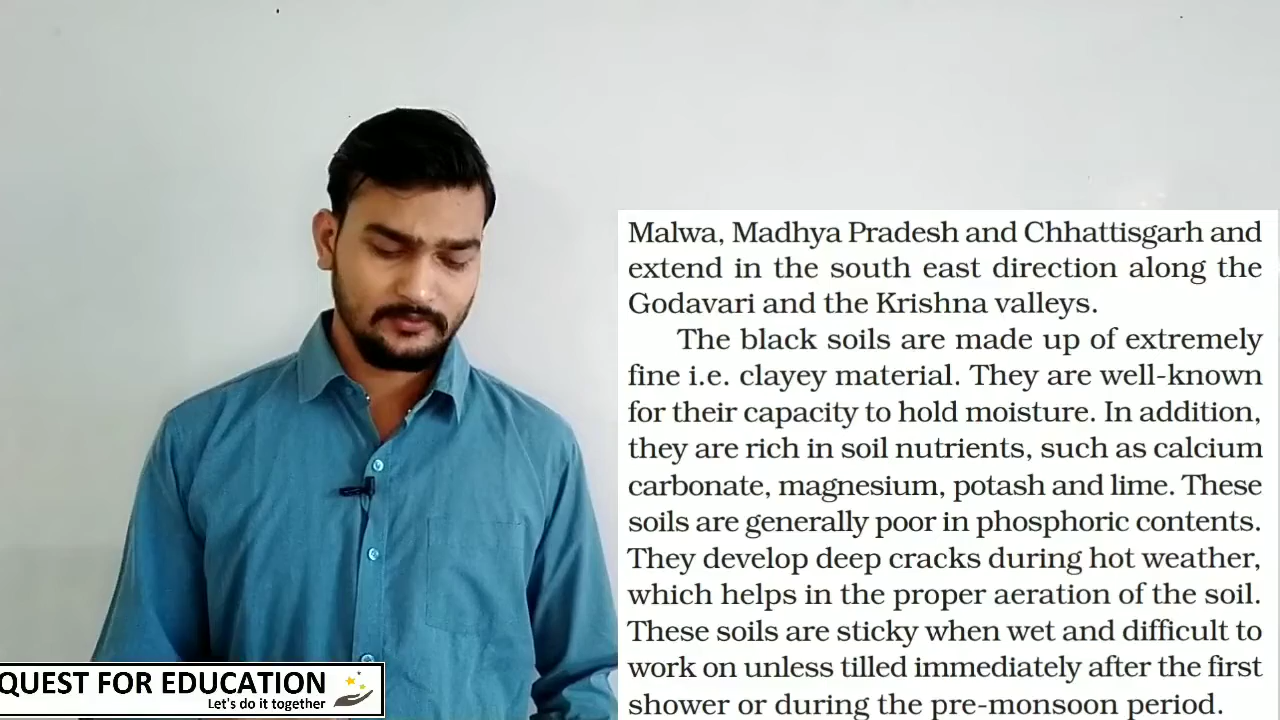 Malwa, Madhya Pradesh and Chhattisgarh and
extend in the south east direction along the
Godavari and the Krishna valleys.
The black soils are made up of extremely
fine i.e. clayey material. They are well-known
for their capacity to hold moisture. In addition,
they are rich in soil nutrients, such as calcium
carbonate, magnesium, potash and lime. These
soils are generally poor in phosphoric contents.
They develop deep cracks during hot weather,
which helps in the proper aeration of the soil.
These soils are sticky when wet and difficult to
work on unless tilled immediately after the first
shower or during the pre-monsoon period.
QUEST FOR EDUCATION
Let's do it together